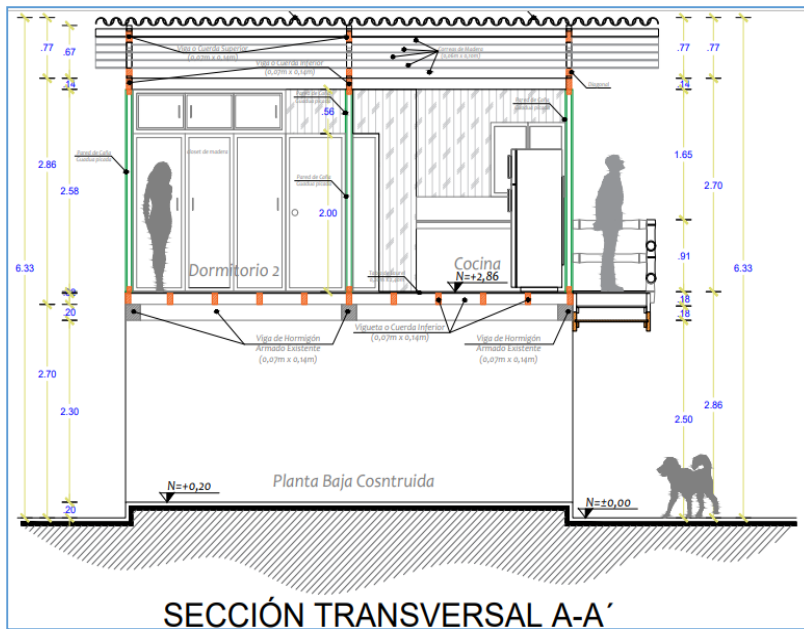 .77
.67
.77
.77
Viga o Cuerda Superior
(0,07m x 0,14m)
Correas de Madera
Viga o Cuerda Inferior
(0,07m x 0,14m)
Diagonal
.14
.14
Pared de Caña
Guadua picada
.56
Pared de Caña
Guadua picada
closet de madera
Pared de Caña
Guadua picada
2.86
2.58
1.65
2.70
Pared de Caña
Guadua picada
2.00
6.33
Dormitorio 2
Cocina
N=+2,86
.91
6.33
.20
.18
.18
Viga de Hormigón
Armado Existente
(0,07m x 0,14m)
Vigueta o Cuerda Inferior
(0,07m x 0,14m)
Viga de Hormigón
Armado Existente
(0,07m x 0,14m)
2.70
2.30
2.50
2.86
Planta Baja Cosntruida
N=+0,20
.20
N=±0,00
SECCIÓN TRANSVERSAL A-A´